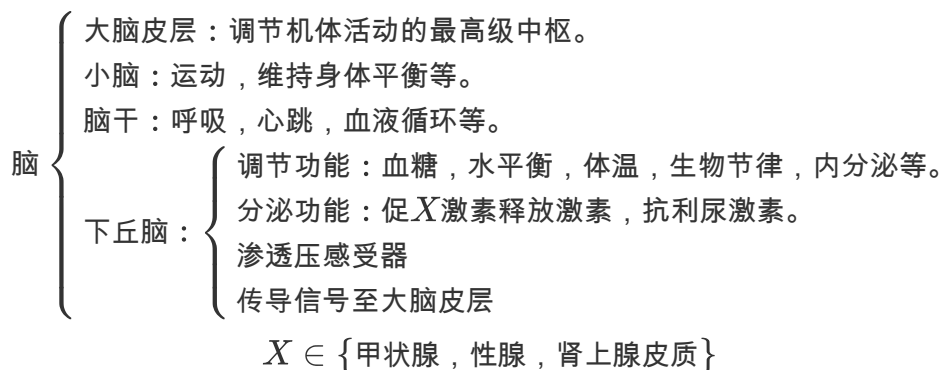 大脑皮层：调节机体活动的最高级中枢。
小脑：运动，维持身体平衡等。
脑干：呼吸，心跳，血液循环等。
脑
调节功能：血糖，水平衡，体温，生物节律，内分泌等。
分泌功能：促X激素释放激素，抗利尿激素。
下丘脑：
渗透压感受器
传导信号至大脑皮层
X ∈ {甲状腺，性腺，肾上腺皮质}